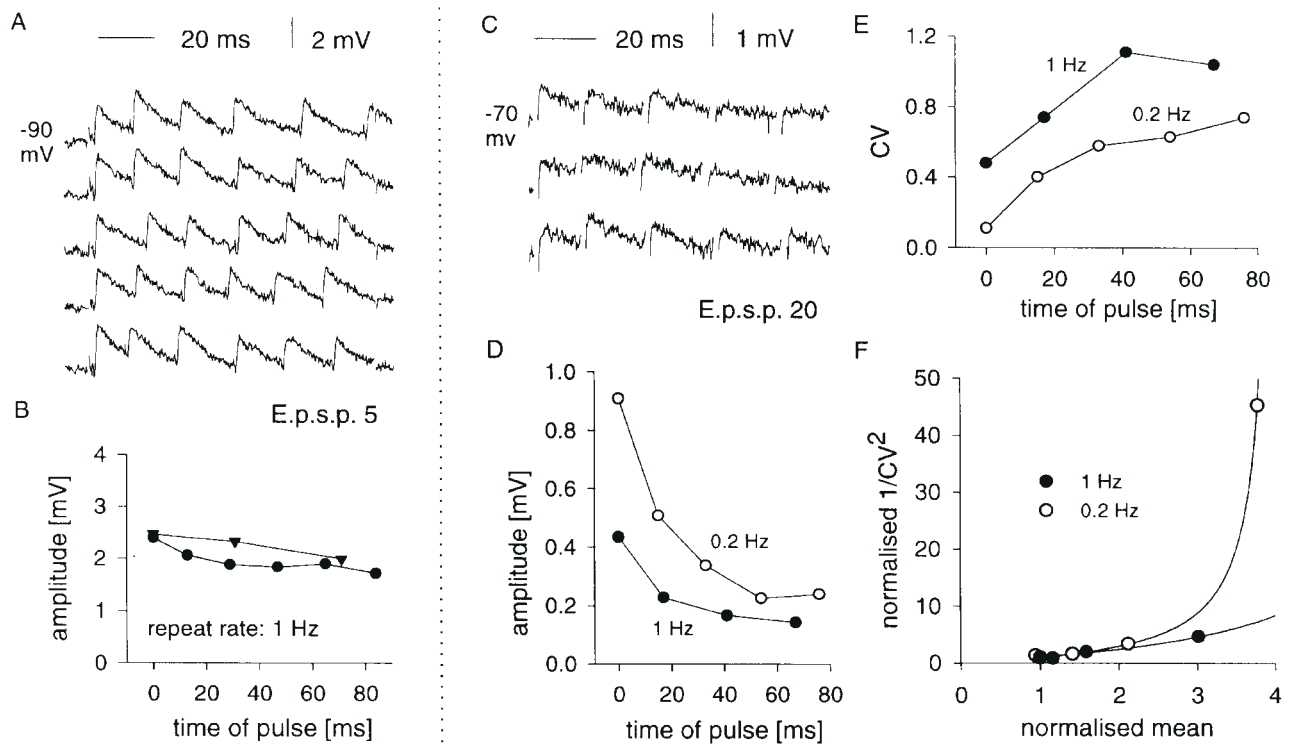 A
20 ms
2 mV
-90
mV
E.p.s.p. 5
B
4
3
2
1
0
amplitude [mV]
repeat rate: 1 Hz
0 20 40 60 80
time of pulse [ms]
C
20 ms
1 mV
-70
mv
E.p.s.p. 20
D
1.0
0.8
0.6
0.4
0.2
0.0
amplitude [mV]
0.2 Hz
1 Hz
0 20 40 60 80
time of pulse [ms]
E
1.2
0.8
0.4
0.0
CV
1 Hz
0.2 Hz
0 20 40 60 80
time of pulse [ms]
F
50
40
30
20
10
0
normalised 1/CV²
1 Hz
0.2 Hz
0 1 2 3 4
normalised mean